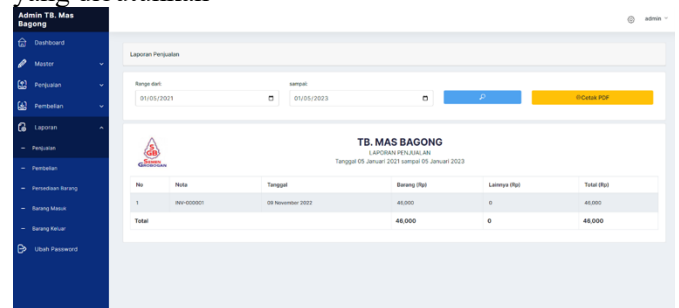 Admin TB. Mas Bagong
admin
Dashboard
Master
Penjualan
Pembelian
Laporan
Penjualan
Pembelian
Persediaan Barang
Barang Masuk
Barang Keluar
Ubah Password
Laporan Penjualan
Range dari:
sampai:
01/05/2021
01/05/2023
Cetak PDF
TB. MAS BAGONG
LAPORAN PENJUALAN
Tanggal 05 Januari 2021 sampai 05 Januari 2023
No Nota Tanggal Barang (Rp) Lainnya (Rp) Total (Rp)
1 INV-000001 09 November 2022 46,000 0 46,000
Total 46,000 0 46,000